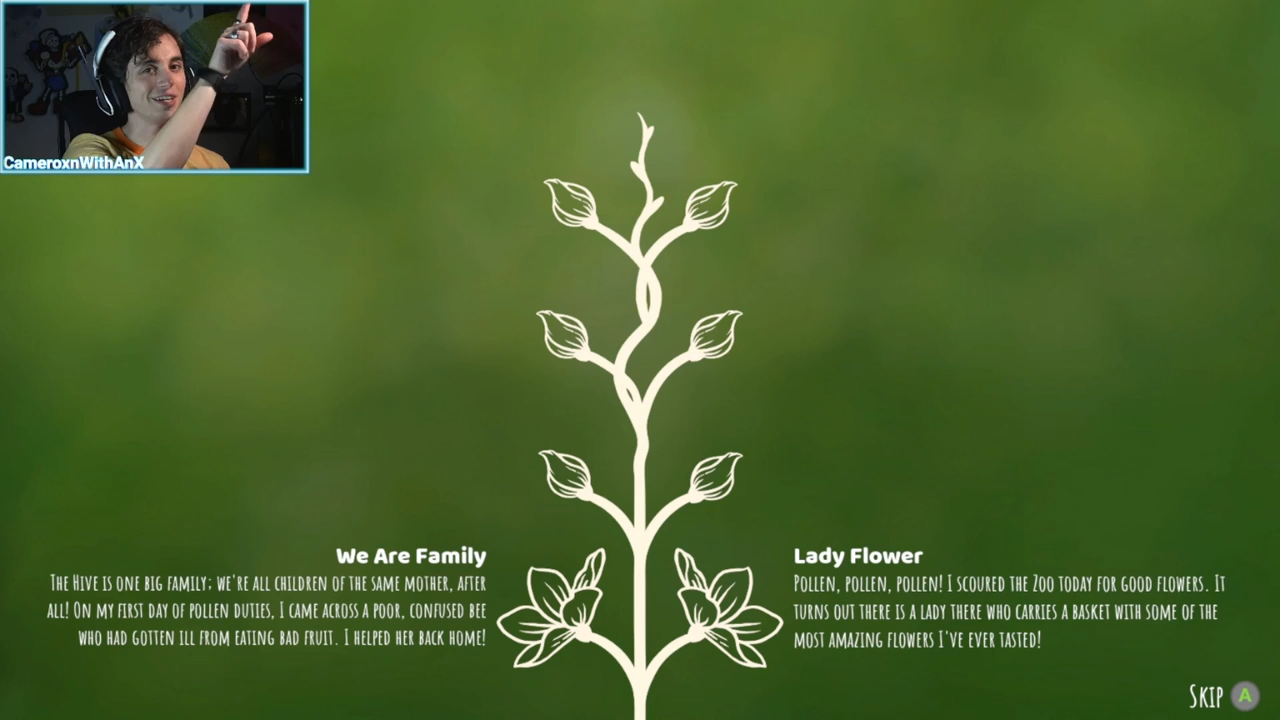 CameroxnWithAnX
We Are Family
The Hive is one big family; we're all children of the same mother, after
all! On my first day of pollen duties, I came across a poor, confused bee
who had gotten ill from eating bad fruit. I helped her back home!
Lady Flower
Pollen, pollen, pollen! I scoured the Zoo today for good flowers. It
turns out there is a lady there who carries a basket with some of the
most amazing flowers I've ever tasted!
Skip A